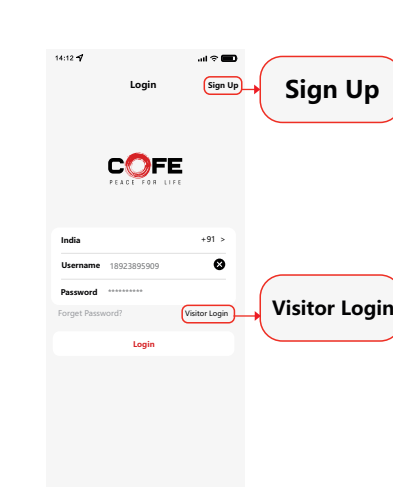 14:12
Login
Sign Up
Sign Up
COFE
PEACE FOR LIFE
India +91 >
Username 18923895909
Password **********
Forget Password? Visitor Login
Visitor Login
Login